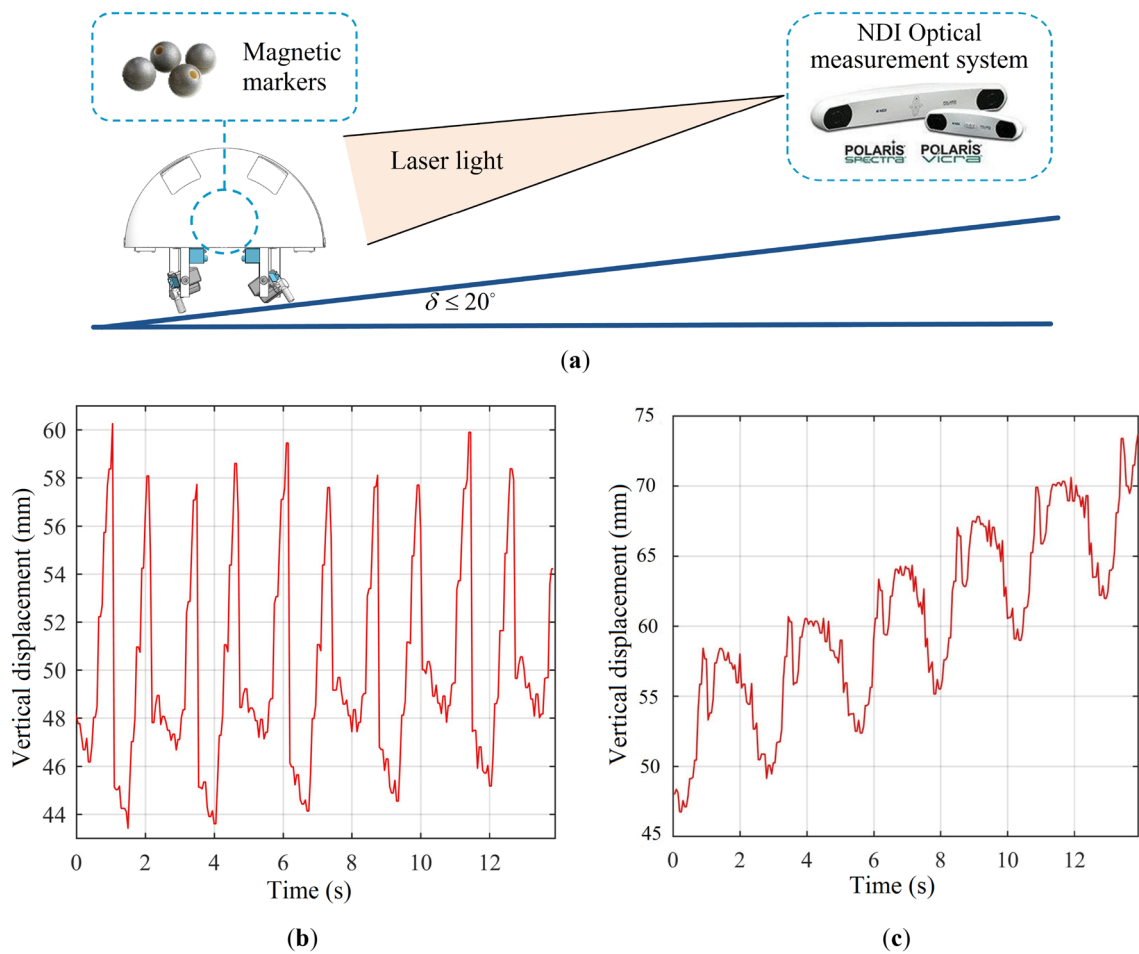 Magnetic
markers
NDI Optical
measurement system
POLARIS
SPECTRA
POLARIS
VICRA
Laser light
δ ≤ 20°
(a)
Vertical displacement (mm)
60
58
56
54
52
50
48
46
44
0 2 4 6 8 10 12
Time (s)
(b)
Vertical displacement (mm)
75
70
65
60
55
50
45
0 2 4 6 8 10 12
Time (s)
(c)